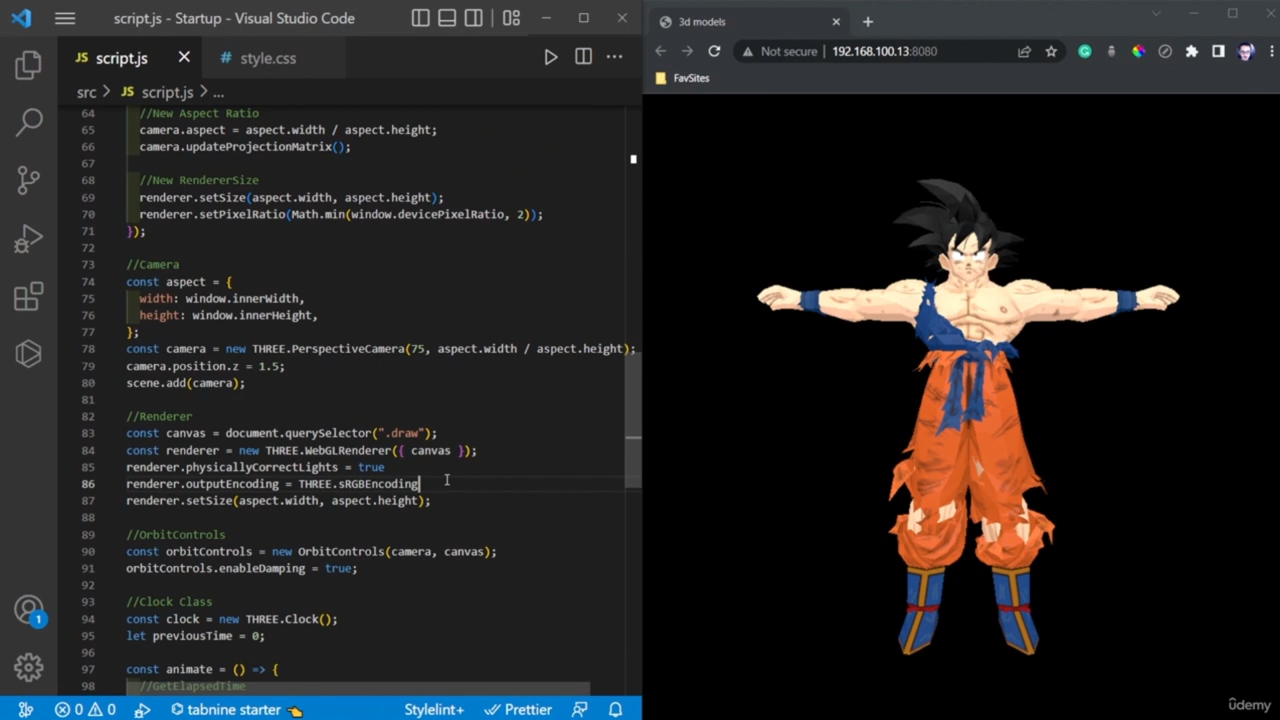 script.js - Startup - Visual Studio Code
JS script.js
# style.css
src > JS script.js > ...
64 //New Aspect Ratio
65 camera.aspect = aspect.width / aspect.height;
66 camera.updateProjectionMatrix();
67
68 //New RendererSize
69 renderer.setSize(aspect.width, aspect.height);
70 renderer.setPixelRatio(Math.min(window.devicePixelRatio, 2));
71 });
72
73 //Camera
74 const aspect = {
75 width: window.innerWidth,
76 height: window.innerHeight,
77 };
78 const camera = new THREE.PerspectiveCamera(75, aspect.width / aspect.height);
79 camera.position.z = 1.5;
80 scene.add(camera);
81
82 //Renderer
83 const canvas = document.querySelector(".draw");
84 const renderer = new THREE.WebGLRenderer({ canvas });
85 renderer.physicallyCorrectLights = true
86 renderer.outputEncoding = THREE.sRGBEncoding
87 renderer.setSize(aspect.width, aspect.height);
88
89 //OrbitControls
90 const orbitControls = new OrbitControls(camera, canvas);
91 orbitControls.enableDamping = true;
92
93 //Clock Class
94 const clock = new THREE.Clock();
95 let previousTime = 0;
96
97 const animate = () => {
98 //GetElapsedTime
1
0 0
tabnine starter
Stylelint+
Prettier
3d models
Not secure | 192.168.100.13:8080
FavSites
ûdemy